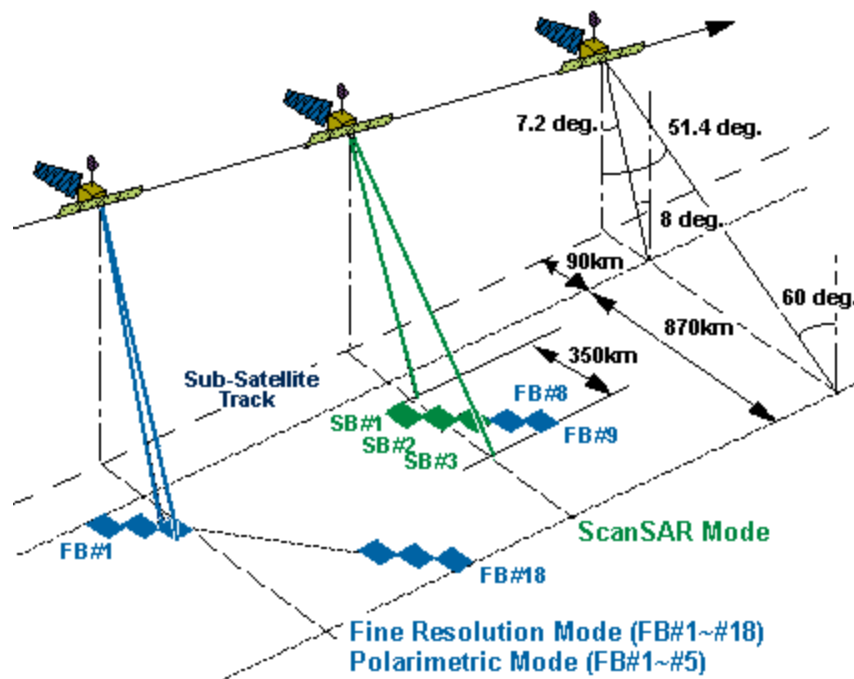 7.2 deg.
51.4 deg.
8 deg.
90km
60 deg.
870km
350km
Sub-Satellite
Track
FB#8
SB#1
SB#2
FB#9
SB#3
ScanSAR Mode
FB#1
FB#18
Fine Resolution Mode (FB#1~#18)
Polarimetric Mode (FB#1~#5)